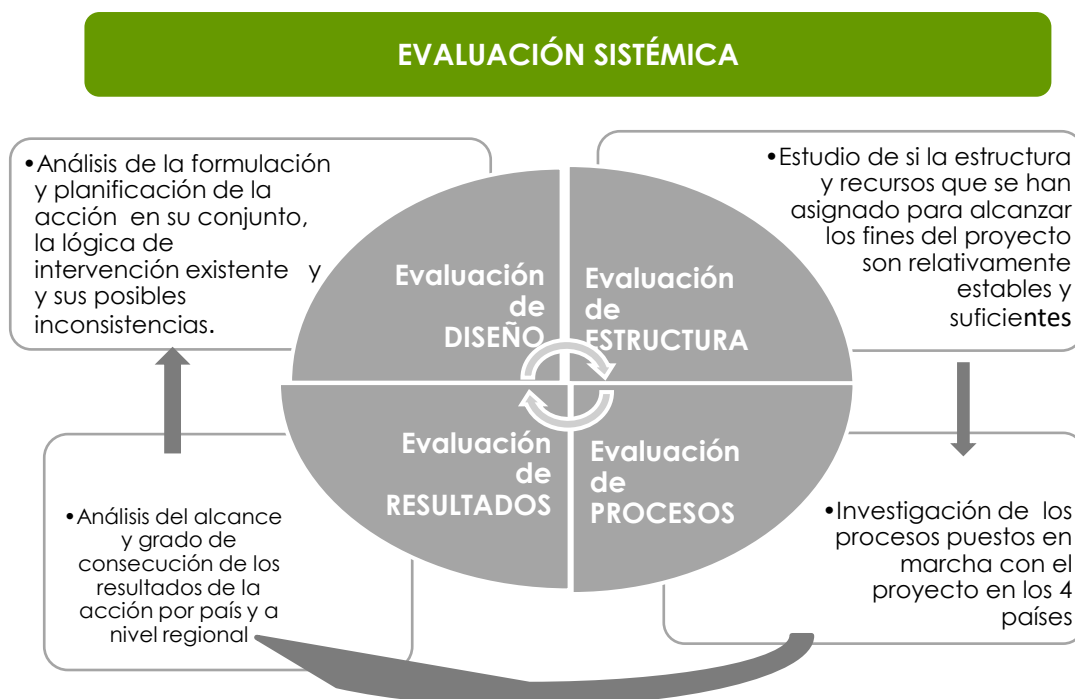 EVALUACIÓN SISTÉMICA
•Análisis de la formulación
y planificación de la
acción en su conjunto,
la lógica de
intervención existente y
y sus posibles
inconsistencias.
•Estudio de si la estructura
y recursos que se han
asignado para alcanzar
los fines del proyecto
son relativamente
estables y
suficientes
Evaluación
de
DISEÑO
Evaluación
de
ESTRUCTURA
Evaluación
de
RESULTADOS
Evaluación
de
PROCESOS
•Análisis del alcance
y grado de
consecución de los
resultados de la
acción por país y a
nivel regional
•Investigación de los
procesos puestos en
marcha con el
proyecto en los 4
países